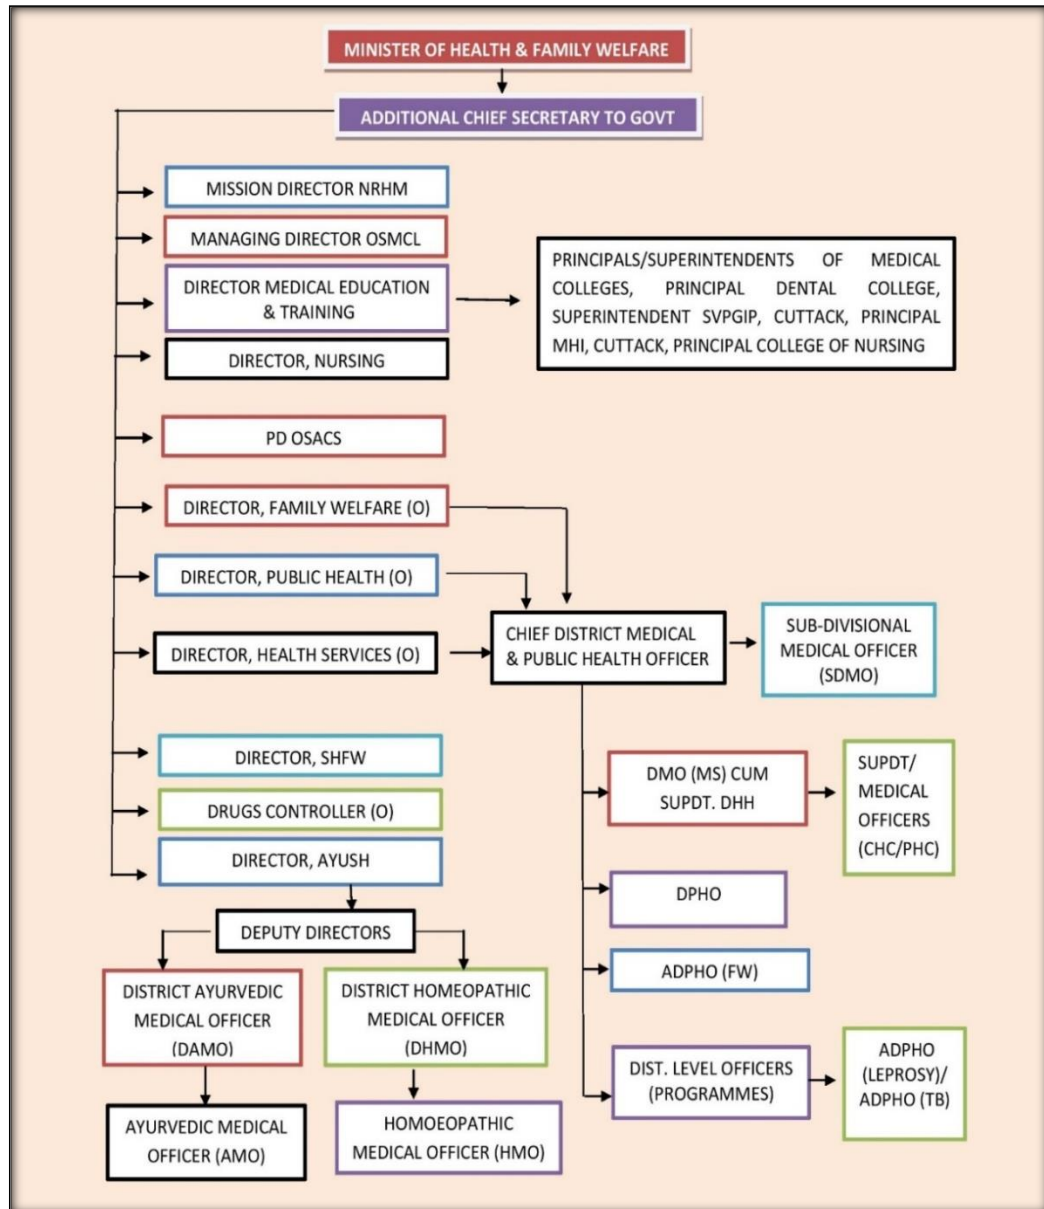 MINISTER OF HEALTH & FAMILY WELFARE
ADDITIONAL CHIEF SECRETARY TO GOVT
MISSION DIRECTOR NRHM
MANAGING DIRECTOR OSMCL
DIRECTOR MEDICAL EDUCATION
& TRAINING
PRINCIPALS/SUPERINTENDENTS OF MEDICAL
COLLEGES, PRINCIPAL DENTAL COLLEGE,
SUPERINTENDENT SVPGIP, CUTTACK, PRINCIPAL
MHI, CUTTACK, PRINCIPAL COLLEGE OF NURSING
DIRECTOR, NURSING
PD OSACS
DIRECTOR, FAMILY WELFARE (O)
DIRECTOR, PUBLIC HEALTH (O)
DIRECTOR, HEALTH SERVICES (O)
CHIEF DISTRICT MEDICAL
& PUBLIC HEALTH OFFICER
SUB-DIVISIONAL
MEDICAL OFFICER
(SDMO)
DIRECTOR, SHFW
DRUGS CONTROLLER (O)
DIRECTOR, AYUSH
DMO (MS) CUM
SUPDT. DHH
SUPDT/
MEDICAL
OFFICERS
(CHC/PHC)
DPHO
ADPHO (FW)
DIST. LEVEL OFFICERS
(PROGRAMMES)
ADPHO
(LEPROSY)/
ADPHO (TB)
DEPUTY DIRECTORS
DISTRICT AYURVEDIC
MEDICAL OFFICER
(DAMO)
DISTRICT HOMEOPATHIC
MEDICAL OFFICER
(DHMO)
AYURVEDIC MEDICAL
OFFICER (AMO)
HOMOEOPATHIC
MEDICAL OFFICER (HMO)